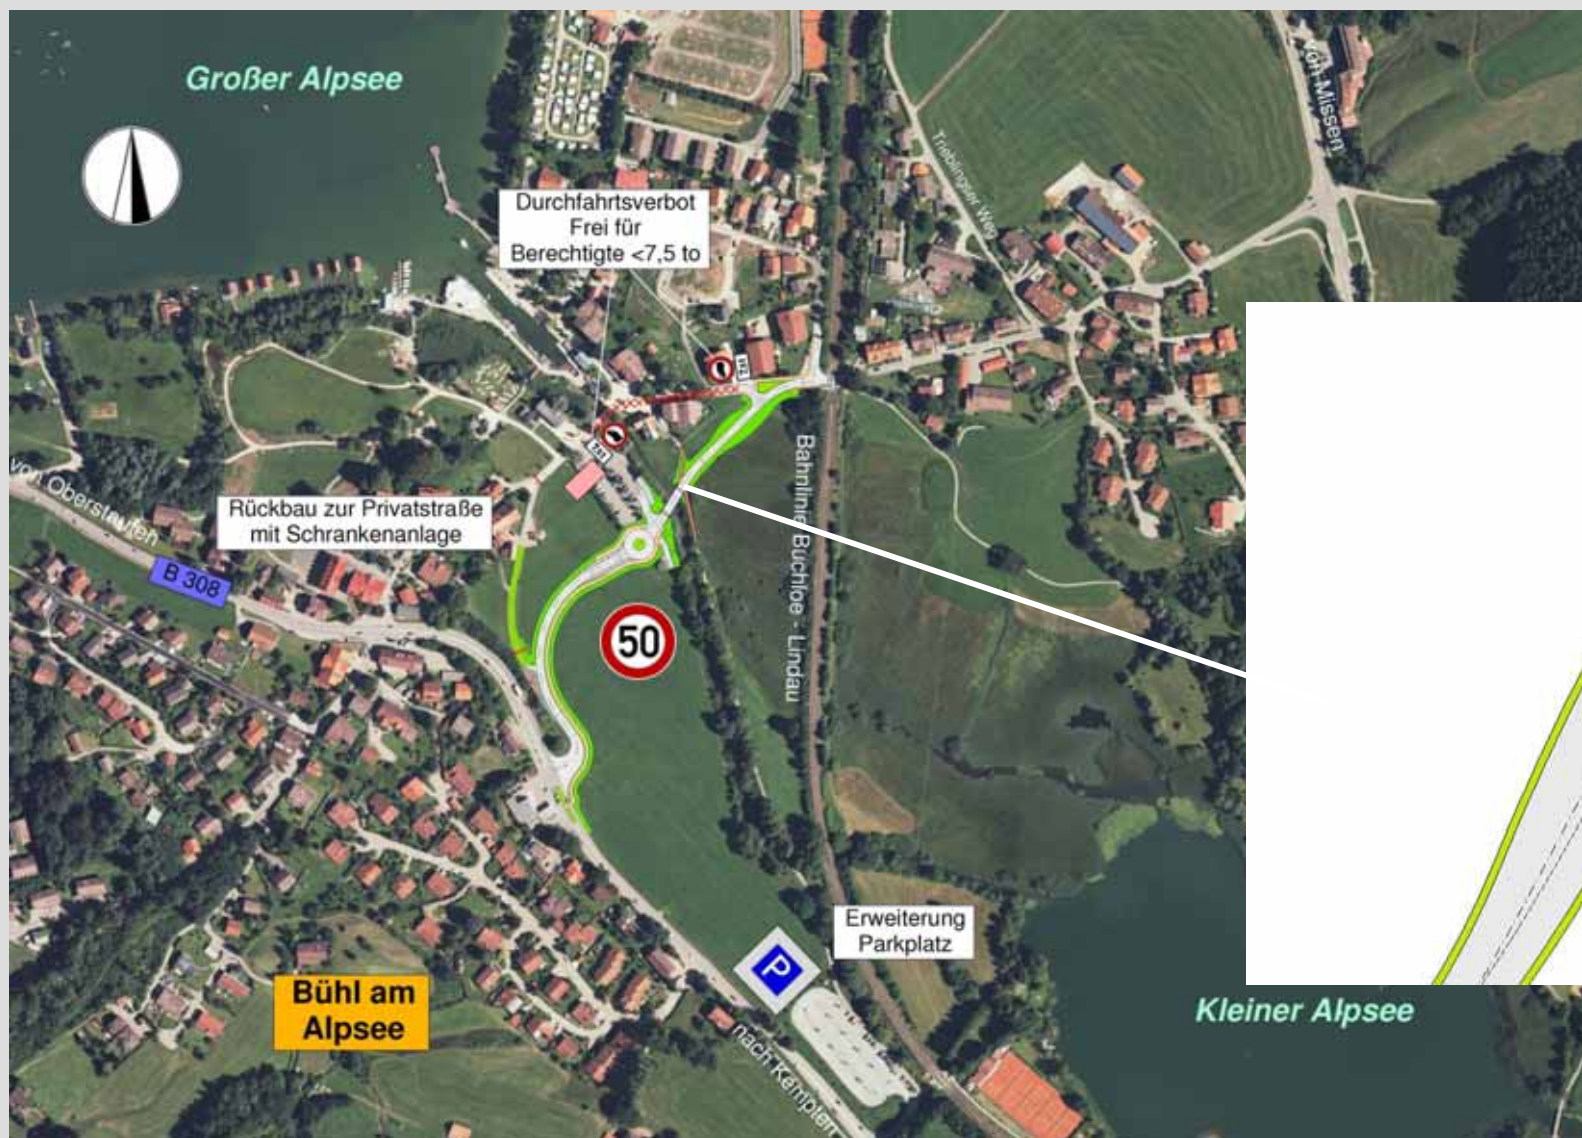 Großer Alpsee
von Missen
Trieblingser Weg
Durchfahrtsverbot
Frei für
Berechtigte <7,5 to
von Oberstaufen
B 308
Rückbau zur Privatstraße
mit Schrankenanlage
50
Bahnlinie Buchloe - Lindau
Erweiterung
Parkplatz
P
Bühl am
Alpsee
nach Kempten
Kleiner Alpsee